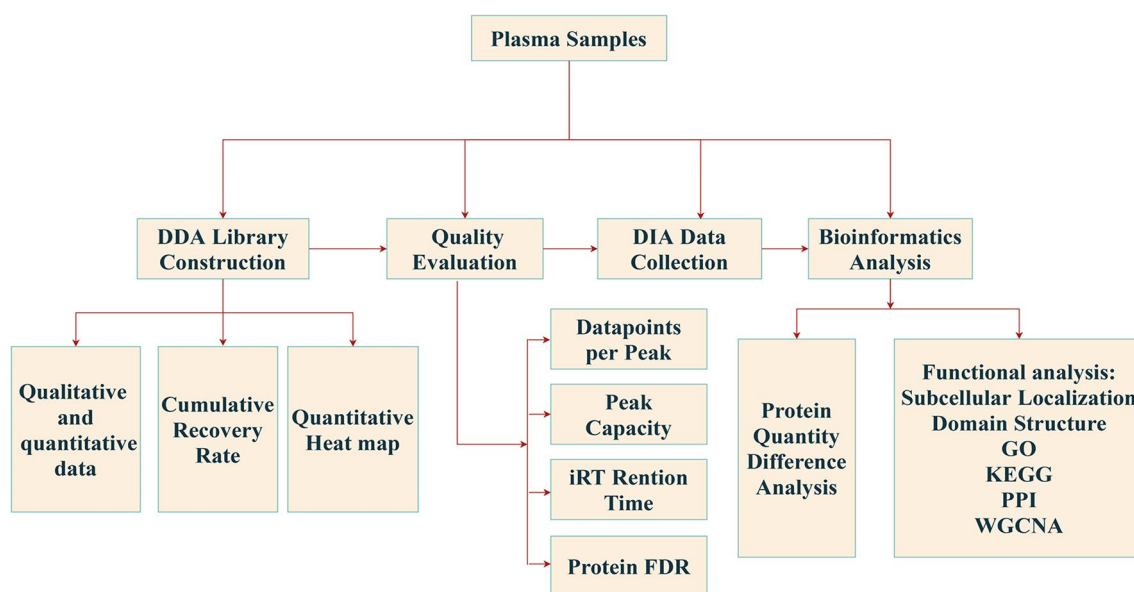 Plasma Samples
DDA Library
Construction
Quality
Evaluation
DIA Data
Collection
Bioinformatics
Analysis
Qualitative
and
quantitative
data
Cumulative
Recovery
Rate
Quantitative
Heat map
Datapoints
per Peak
Peak
Capacity
iRT Rention
Time
Protein FDR
Protein
Quantity
Difference
Analysis
Functional analysis:
Subcellular Localization
Domain Structure
GO
KEGG
PPI
WGCNA